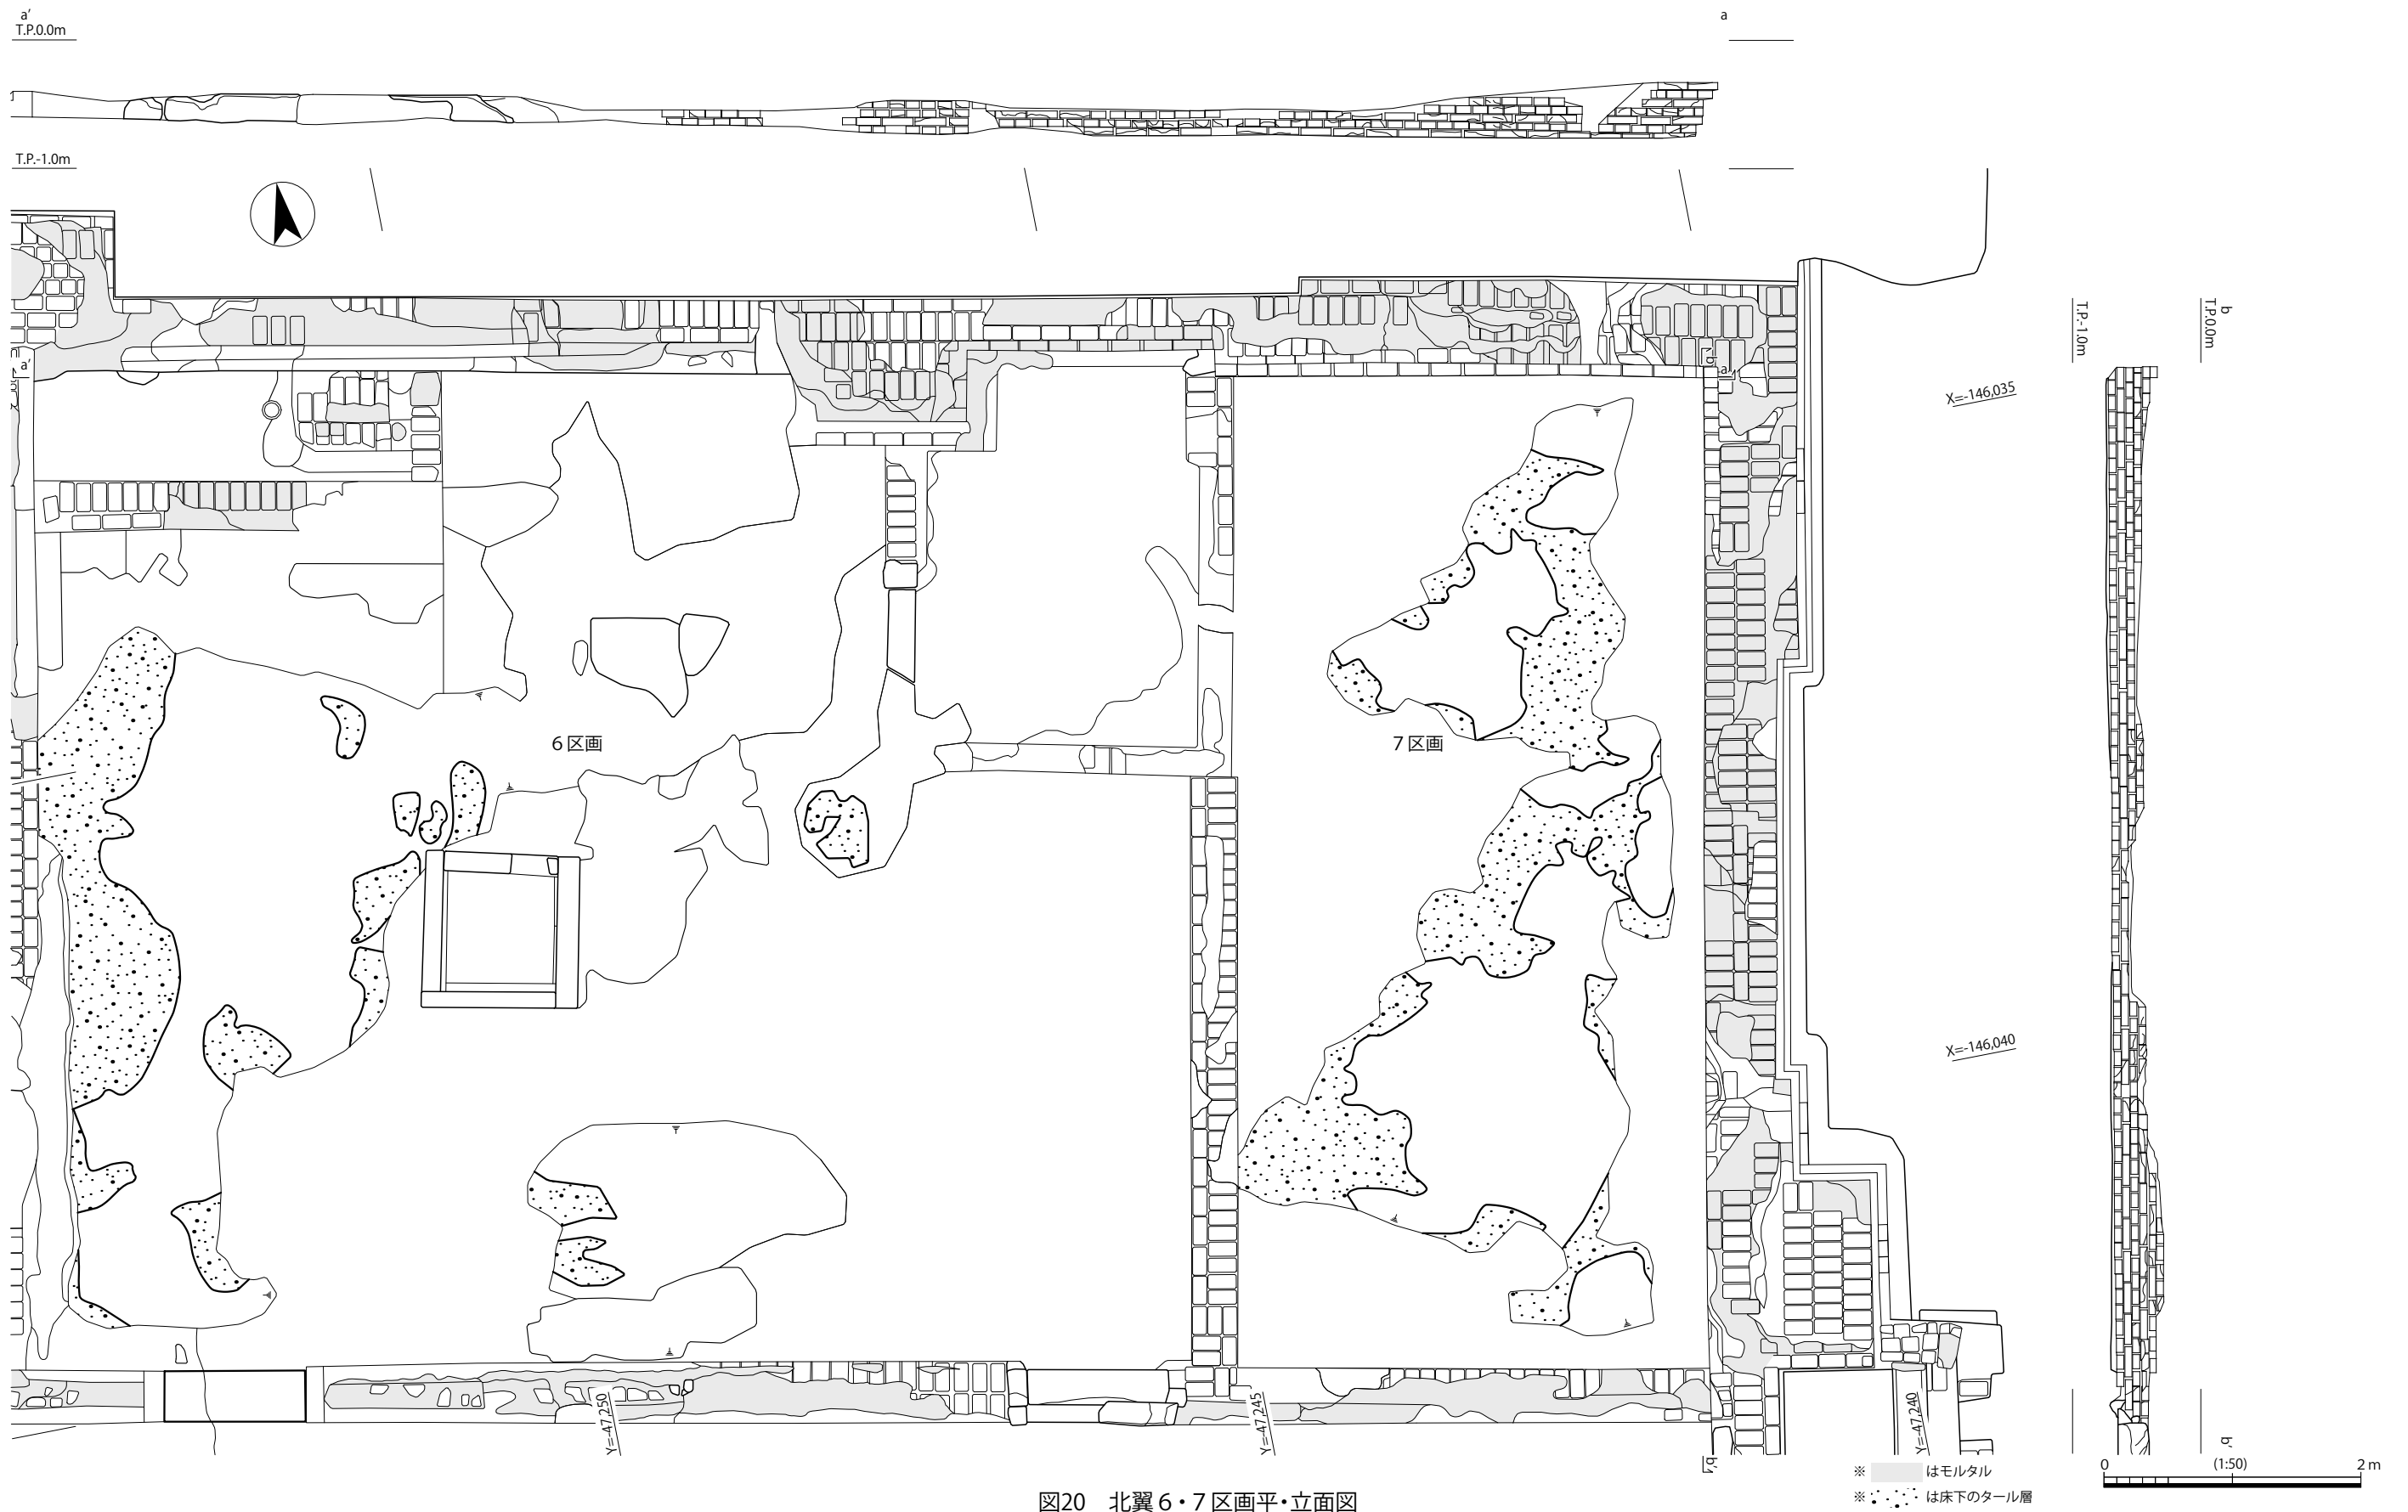 a’
T.P.0.0m
a
T.P.-1.0m
a’
b
a
T.P.-1.0m
b
T.P.0.0m
X=-146,035
6区画
7区画
X=-146,040
Y=-47,250
Y=-47,245
Y=-47,240
b’
b’
0 (1:50) 2 m
※ はモルタル
※ は床下のタール層
図20 北翼6・7区画平・立面図